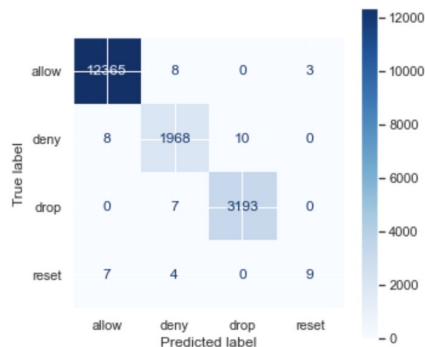 12000
allow 12365 8 0 3
10000
deny 8 1968 10 0
8000
6000
True label
drop 0 7 3193 0
4000
2000
reset 7 4 0 9
0
allow deny drop reset
Predicted label